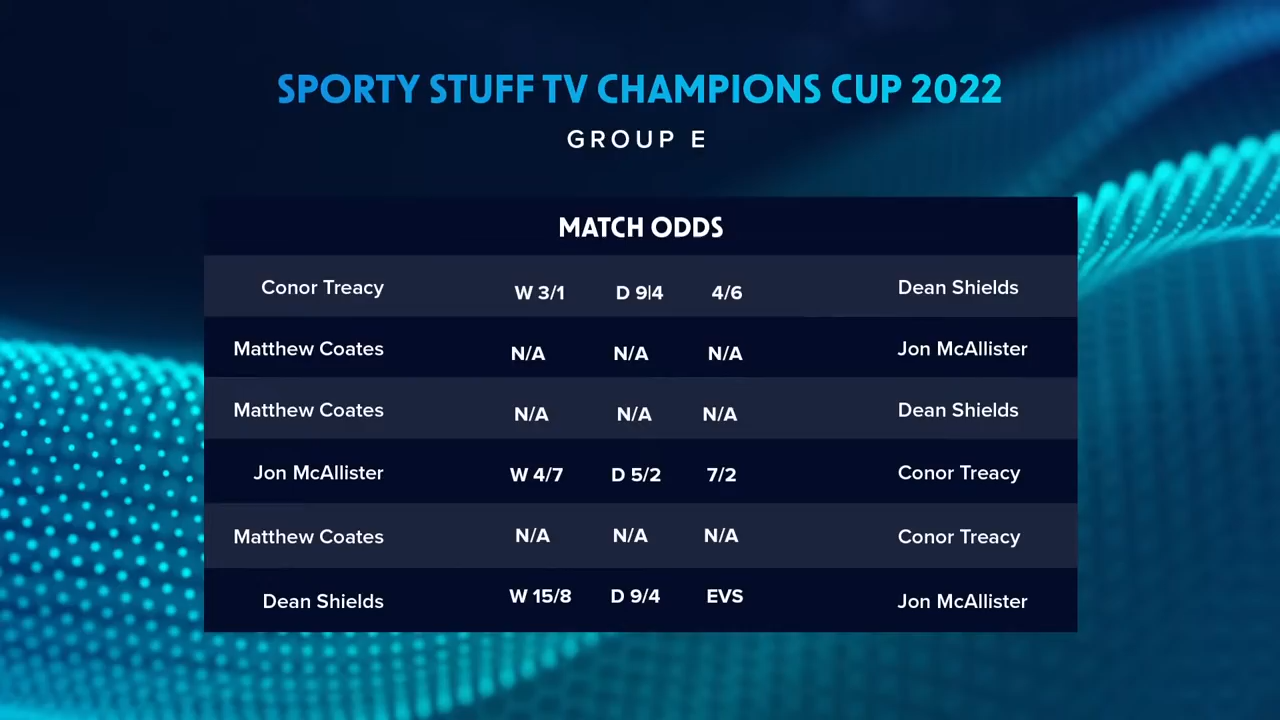 SPORTY STUFF TV CHAMPIONS CUP 2022
GROUP E
MATCH ODDS
Conor Treacy W 3/1 D 9|4 4/6 Dean Shields
Matthew Coates N/A N/A N/A Jon McAllister
Matthew Coates N/A N/A N/A Dean Shields
Jon McAllister W 4/7 D 5/2 7/2 Conor Treacy
Matthew Coates N/A N/A N/A Conor Treacy
Dean Shields W 15/8 D 9/4 EVS Jon McAllister